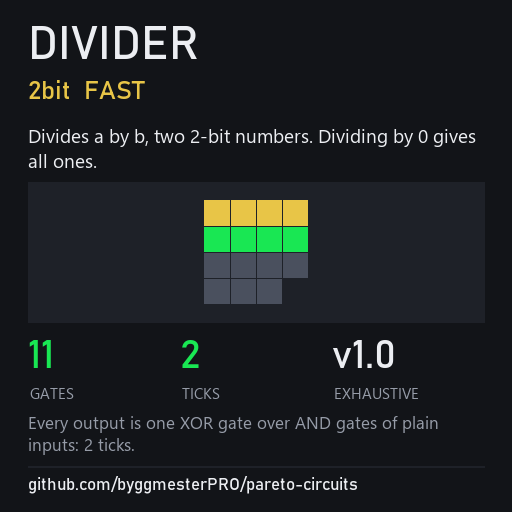 DIVIDER
2bit FAST
Divides a by b, two 2-bit numbers. Dividing by 0 gives
all ones.
11 2 v1.0
GATES TICKS EXHAUSTIVE
Every output is one XOR gate over AND gates of plain
inputs: 2 ticks.
github.com/byggmesterPRO/pareto-circuits